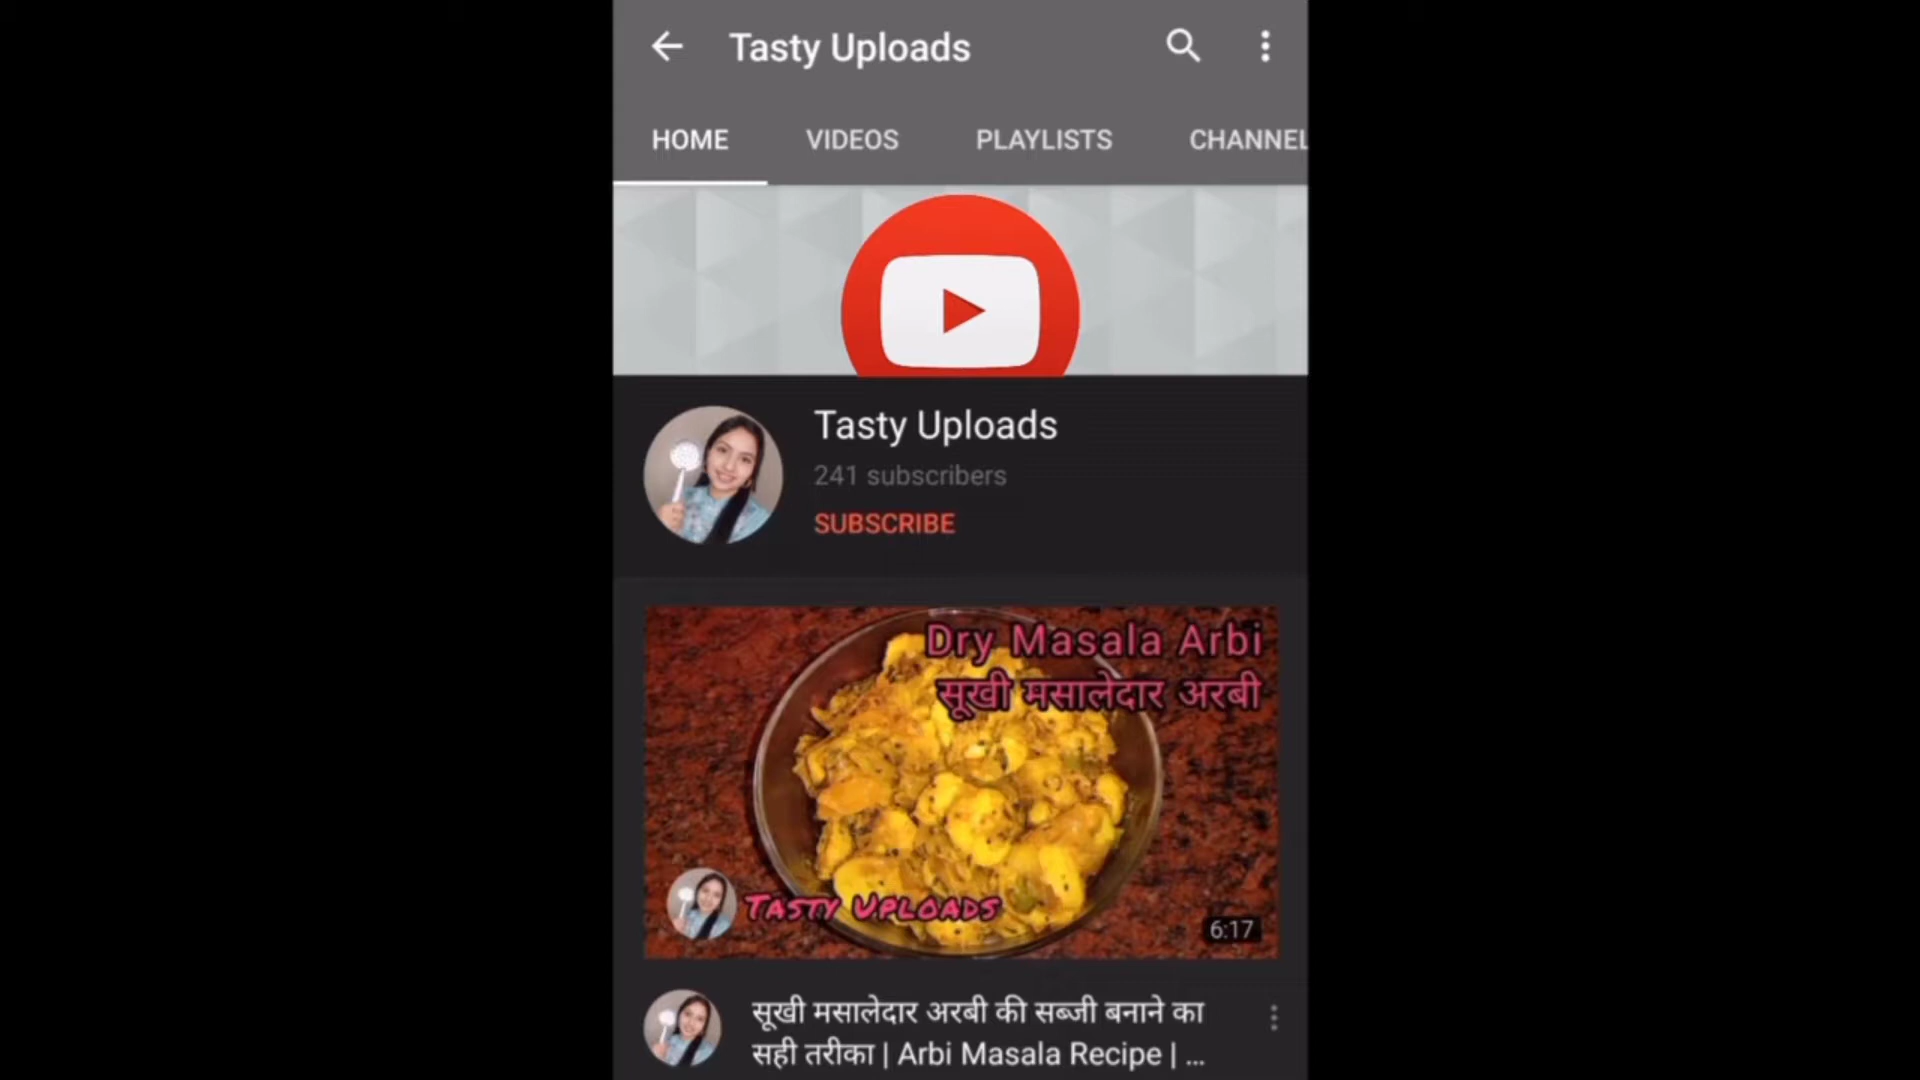 Tasty Uploads
HOME VIDEOS PLAYLISTS CHANNEL
Tasty Uploads
241 subscribers
SUBSCRIBE
Dry Masala Arbi
सूखी मसालेदार अरबी
TASTY UPLOADS
6:17
सूखी मसालेदार अरबी की सब्जी बनाने का
सही तरीका | Arbi Masala Recipe | ...